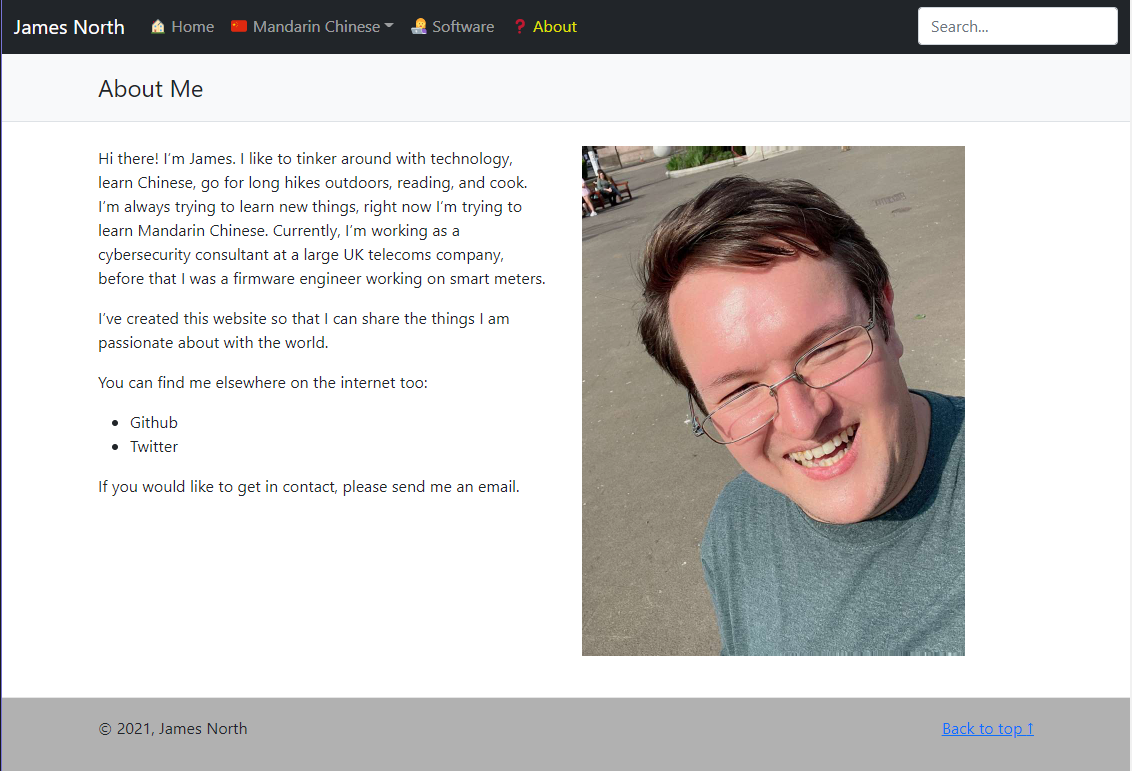 James North
Home
Mandarin Chinese
Software
About
Search...
About Me
Hi there! I’m James. I like to tinker around with technology,
learn Chinese, go for long hikes outdoors, reading, and cook.
I’m always trying to learn new things, right now I’m trying to
learn Mandarin Chinese. Currently, I’m working as a
cybersecurity consultant at a large UK telecoms company,
before that I was a firmware engineer working on smart meters.
I’ve created this website so that I can share the things I am
passionate about with the world.
You can find me elsewhere on the internet too:
Github
Twitter
If you would like to get in contact, please send me an email.
© 2021, James North
Back to top ↑